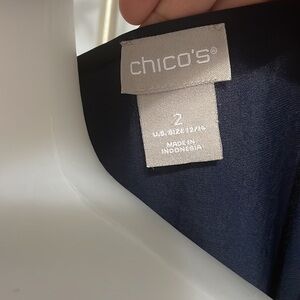 chico's®
2
U.S. SIZE 12/14
MADE IN
INDONESIA